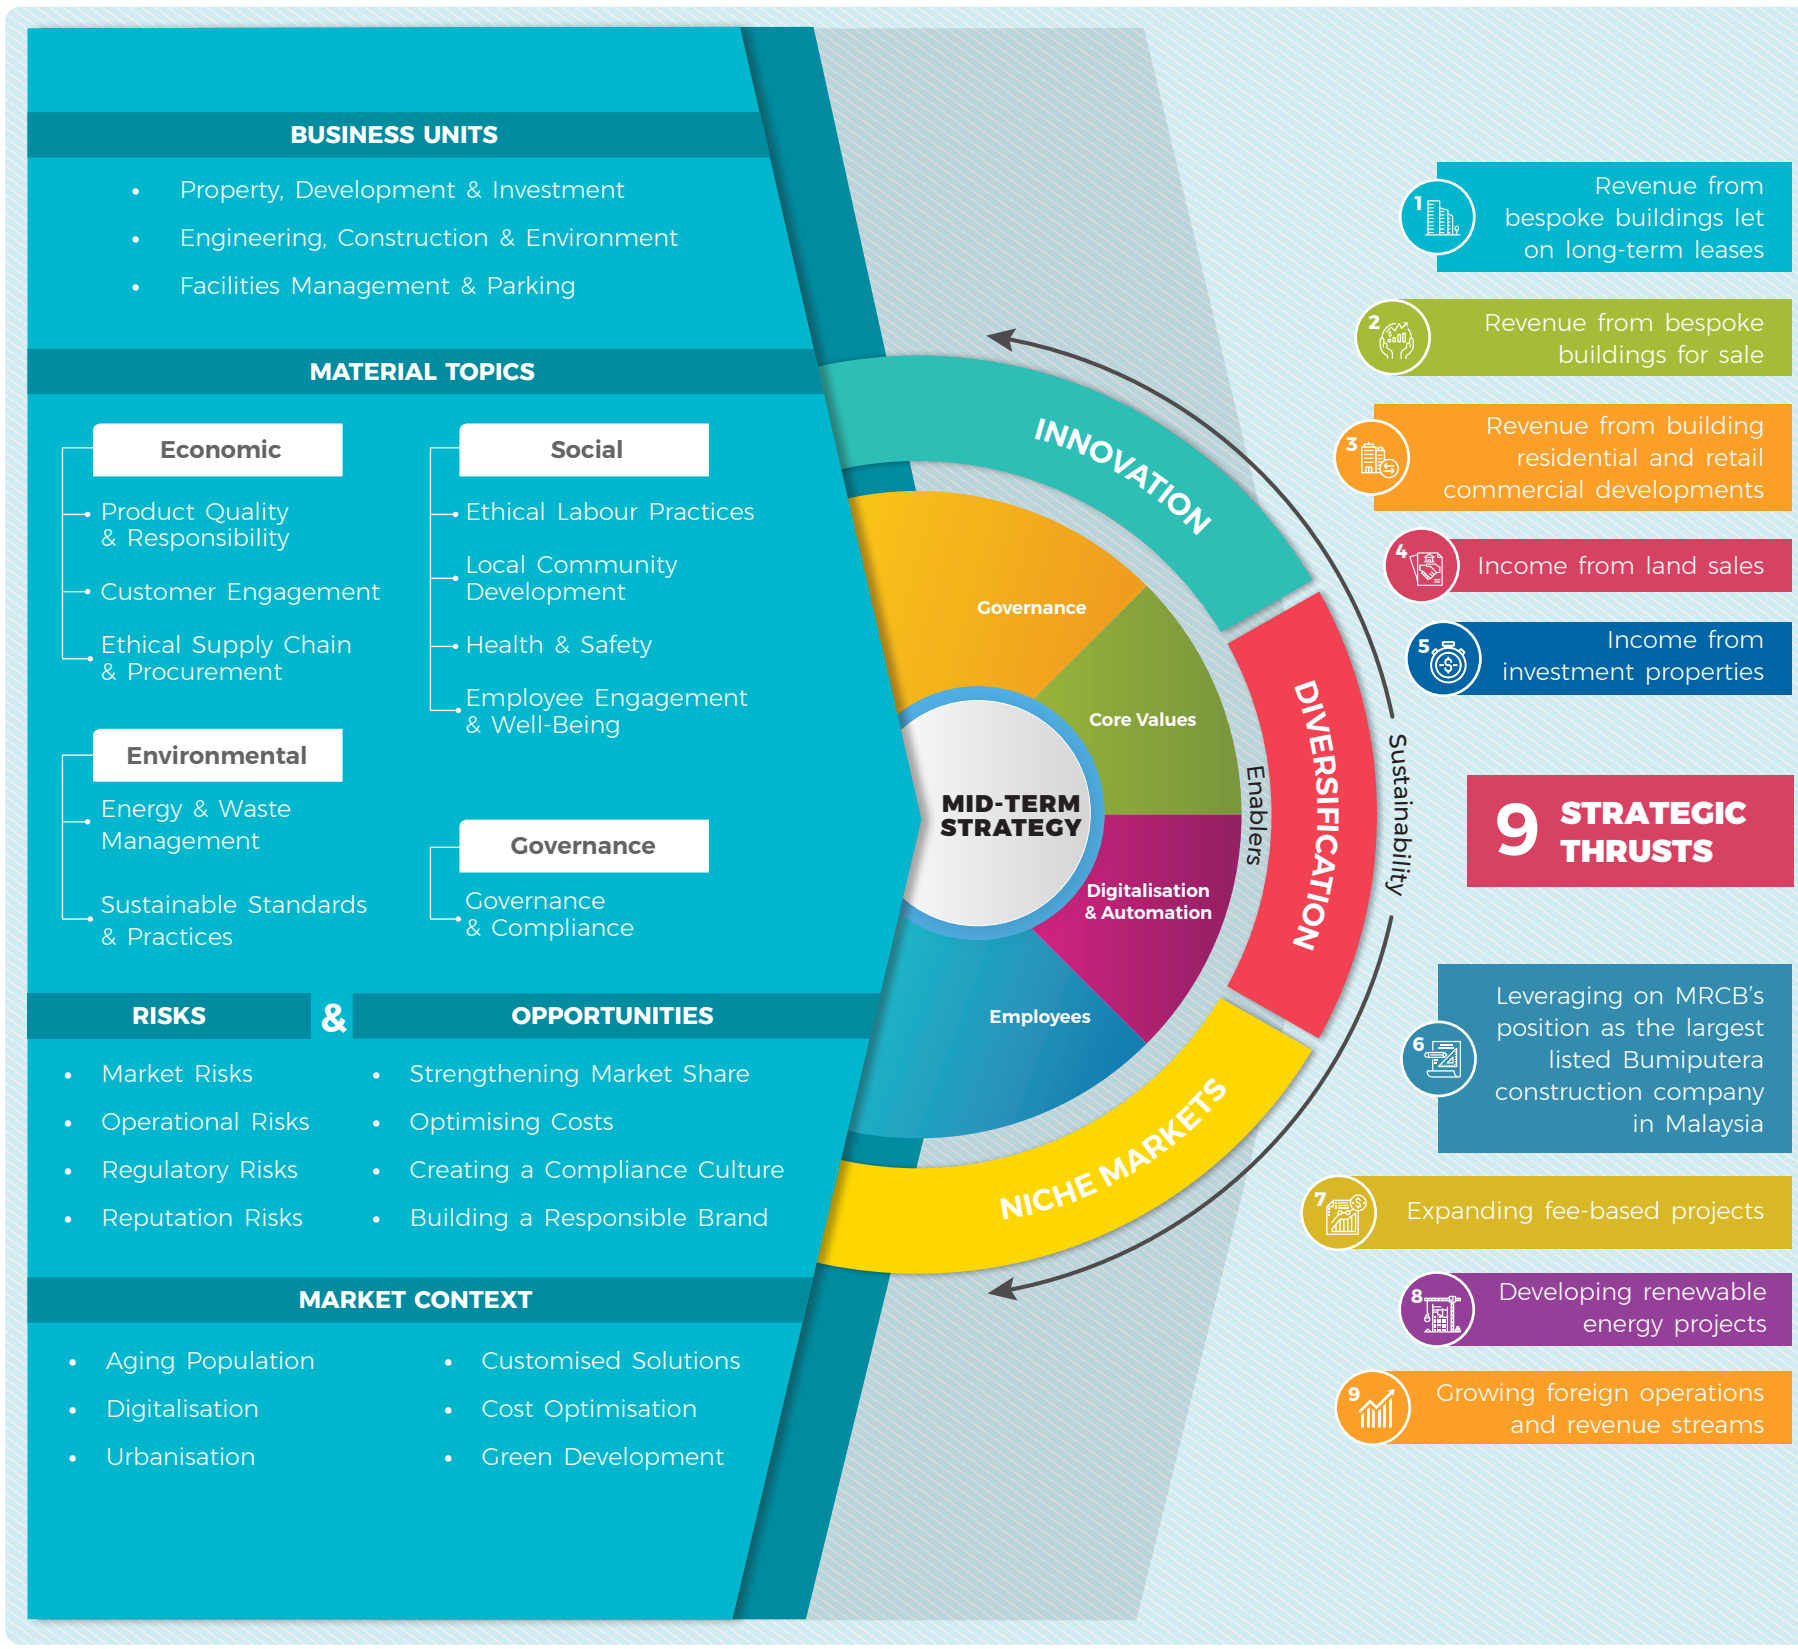 BUSINESS UNITS
• Property, Development & Investment
• Engineering, Construction & Environment
• Facilities Management & Parking
MATERIAL TOPICS
Economic
Product Quality
& Responsibility
Customer Engagement
Ethical Supply Chain
& Procurement
Social
Ethical Labour Practices
Local Community
Development
Health & Safety
Employee Engagement
& Well-Being
Environmental
Energy & Waste
Management
Sustainable Standards
& Practices
Governance
Governance
& Compliance
RISKS & OPPORTUNITIES
• Market Risks
• Operational Risks
• Regulatory Risks
• Reputation Risks
• Strengthening Market Share
• Optimising Costs
• Creating a Compliance Culture
• Building a Responsible Brand
MARKET CONTEXT
• Aging Population
• Digitalisation
• Urbanisation
• Customised Solutions
• Cost Optimisation
• Green Development
MID-TERM
STRATEGY
Governance
Core Values
Digitalisation
& Automation
Employees
Enablers
INNOVATION
DIVERSIFICATION
NICHE MARKETS
Sustainability
1
Revenue from
bespoke buildings let
on long-term leases
2
Revenue from bespoke
buildings for sale
3
Revenue from building
residential and retail
commercial developments
4
Income from land sales
5
Income from
investment properties
9 STRATEGIC
THRUSTS
6
Leveraging on MRCB’s
position as the largest
listed Bumiputera
construction company
in Malaysia
7
Expanding fee-based projects
8
Developing renewable
energy projects
9
Growing foreign operations
and revenue streams